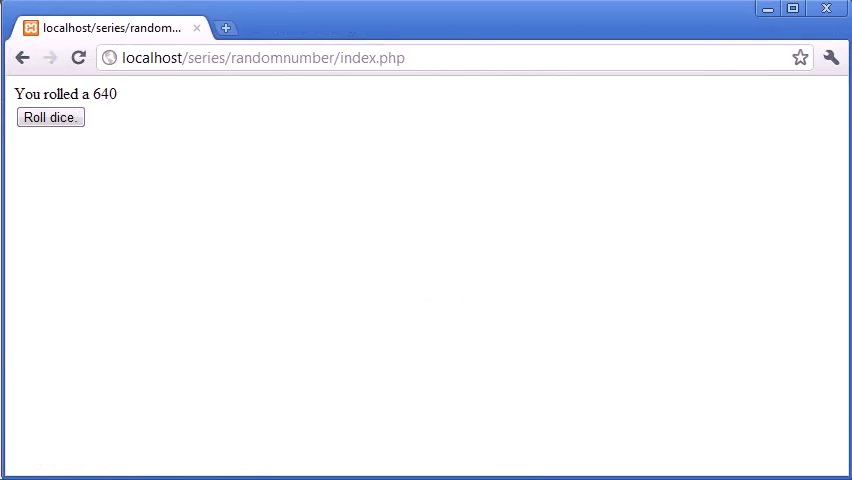 localhost/series/random...
localhost/series/randomnumber/index.php
You rolled a 640
Roll dice.